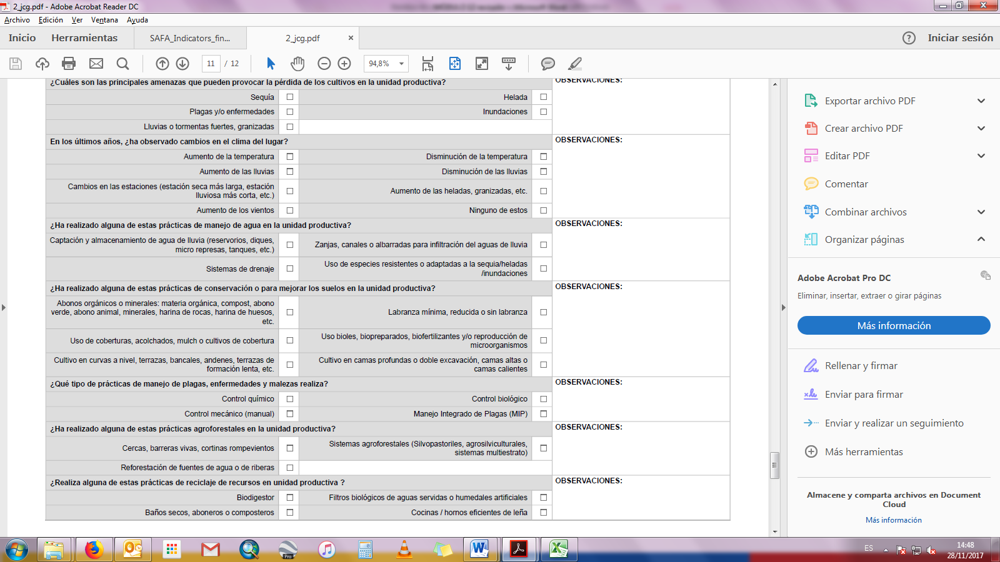 2_jcg.pdf - Adobe Acrobat Reader DC
Archivo Edición Ver Ventana Ayuda
Inicio Herramientas SAFA_Indicators_fin... 2_jcg.pdf × ? Iniciar sesión
11 / 12 94,8%
¿Cuáles son las principales amenazas que pueden provocar la pérdida de los cultivos en la unidad productiva? OBSERVACIONES:
Sequía Helada
Plagas y/o enfermedades Inundaciones
Lluvias o tormentas fuertes, granizadas
En los últimos años, ¿ha observado cambios en el clima del lugar? OBSERVACIONES:
Aumento de la temperatura Disminución de la temperatura
Aumento de las lluvias Disminución de las lluvias
Cambios en las estaciones (estación seca más larga, estación
lluviosa más corta, etc.) Aumento de las heladas, granizadas, etc.
Aumento de los vientos Ninguno de estos
¿Ha realizado alguna de estas prácticas de manejo de agua en la unidad productiva? OBSERVACIONES:
Captación y almacenamiento de agua de lluvia (reservorios, diques,
micro represas, tanques, etc.) Zanjas, canales o albarradas para infiltración del aguas de lluvia
Sistemas de drenaje Uso de especies resistentes o adaptadas a la sequia/heladas
/inundaciones
¿Ha realizado alguna de estas prácticas de conservación o para mejorar los suelos en la unidad productiva? OBSERVACIONES:
Abonos orgánicos o minerales: materia orgánica, compost, abono
verde, abono animal, minerales, harina de rocas, harina de huesos,
etc. Labranza mínima, reducida o sin labranza
Uso de coberturas, acolchados, mulch o cultivos de cobertura Uso bioles, biopreparados, biofertilizantes y/o reproducción de
microorganismos
Cultivo en curvas a nivel, terrazas, bancales, andenes, terrazas de
formación lenta, etc. Cultivo en camas profundas o doble excavación, camas altas o
camas calientes
¿Qué tipo de prácticas de manejo de plagas, enfermedades y malezas realiza? OBSERVACIONES:
Control químico Control biológico
Control mecánico (manual) Manejo Integrado de Plagas (MIP)
¿Ha realizado alguna de estas prácticas agroforestales en la unidad productiva? OBSERVACIONES:
Cercas, barreras vivas, cortinas rompevientos Sistemas agroforestales (Silvopastoriles, agrosilviculturales,
sistemas multiestrato)
Reforestación de fuentes de agua o de riberas
¿Realiza alguna de estas prácticas de reciclaje de recursos en unidad productiva ? OBSERVACIONES:
Biodigestor Filtros biológicos de aguas servidas o humedales artificiales
Baños secos, aboneros o composteros Cocinas / hornos eficientes de leña
Exportar archivo PDF
Crear archivo PDF
Editar PDF
Comentar
Combinar archivos
Organizar páginas
Adobe Acrobat Pro DC
Eliminar, insertar, extraer o girar páginas
Más información
Rellenar y firmar
Enviar para firmar
Enviar y realizar un seguimiento
Más herramientas
Almacene y comparta archivos en Document
Cloud
Más información
Pro
ES
14:48
28/11/2017